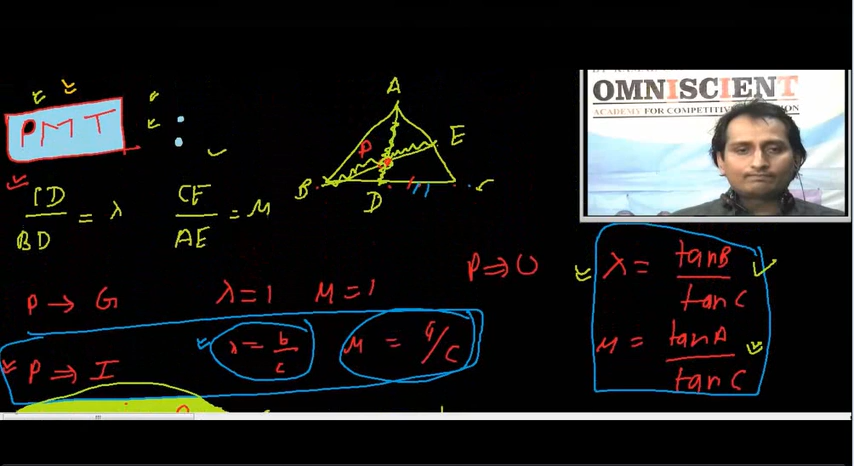 OMNISCIENT
ACADEMY FOR COMPETITIVE
PMT :
A
P
E
B
D
C
CD/BD = λ
CE/AE = M
P ⇒ O
λ = tanB/tanC
M = tanA/tanC
P → G
λ = 1
M = 1
P ⇒ I
λ = b/c
M = a/c